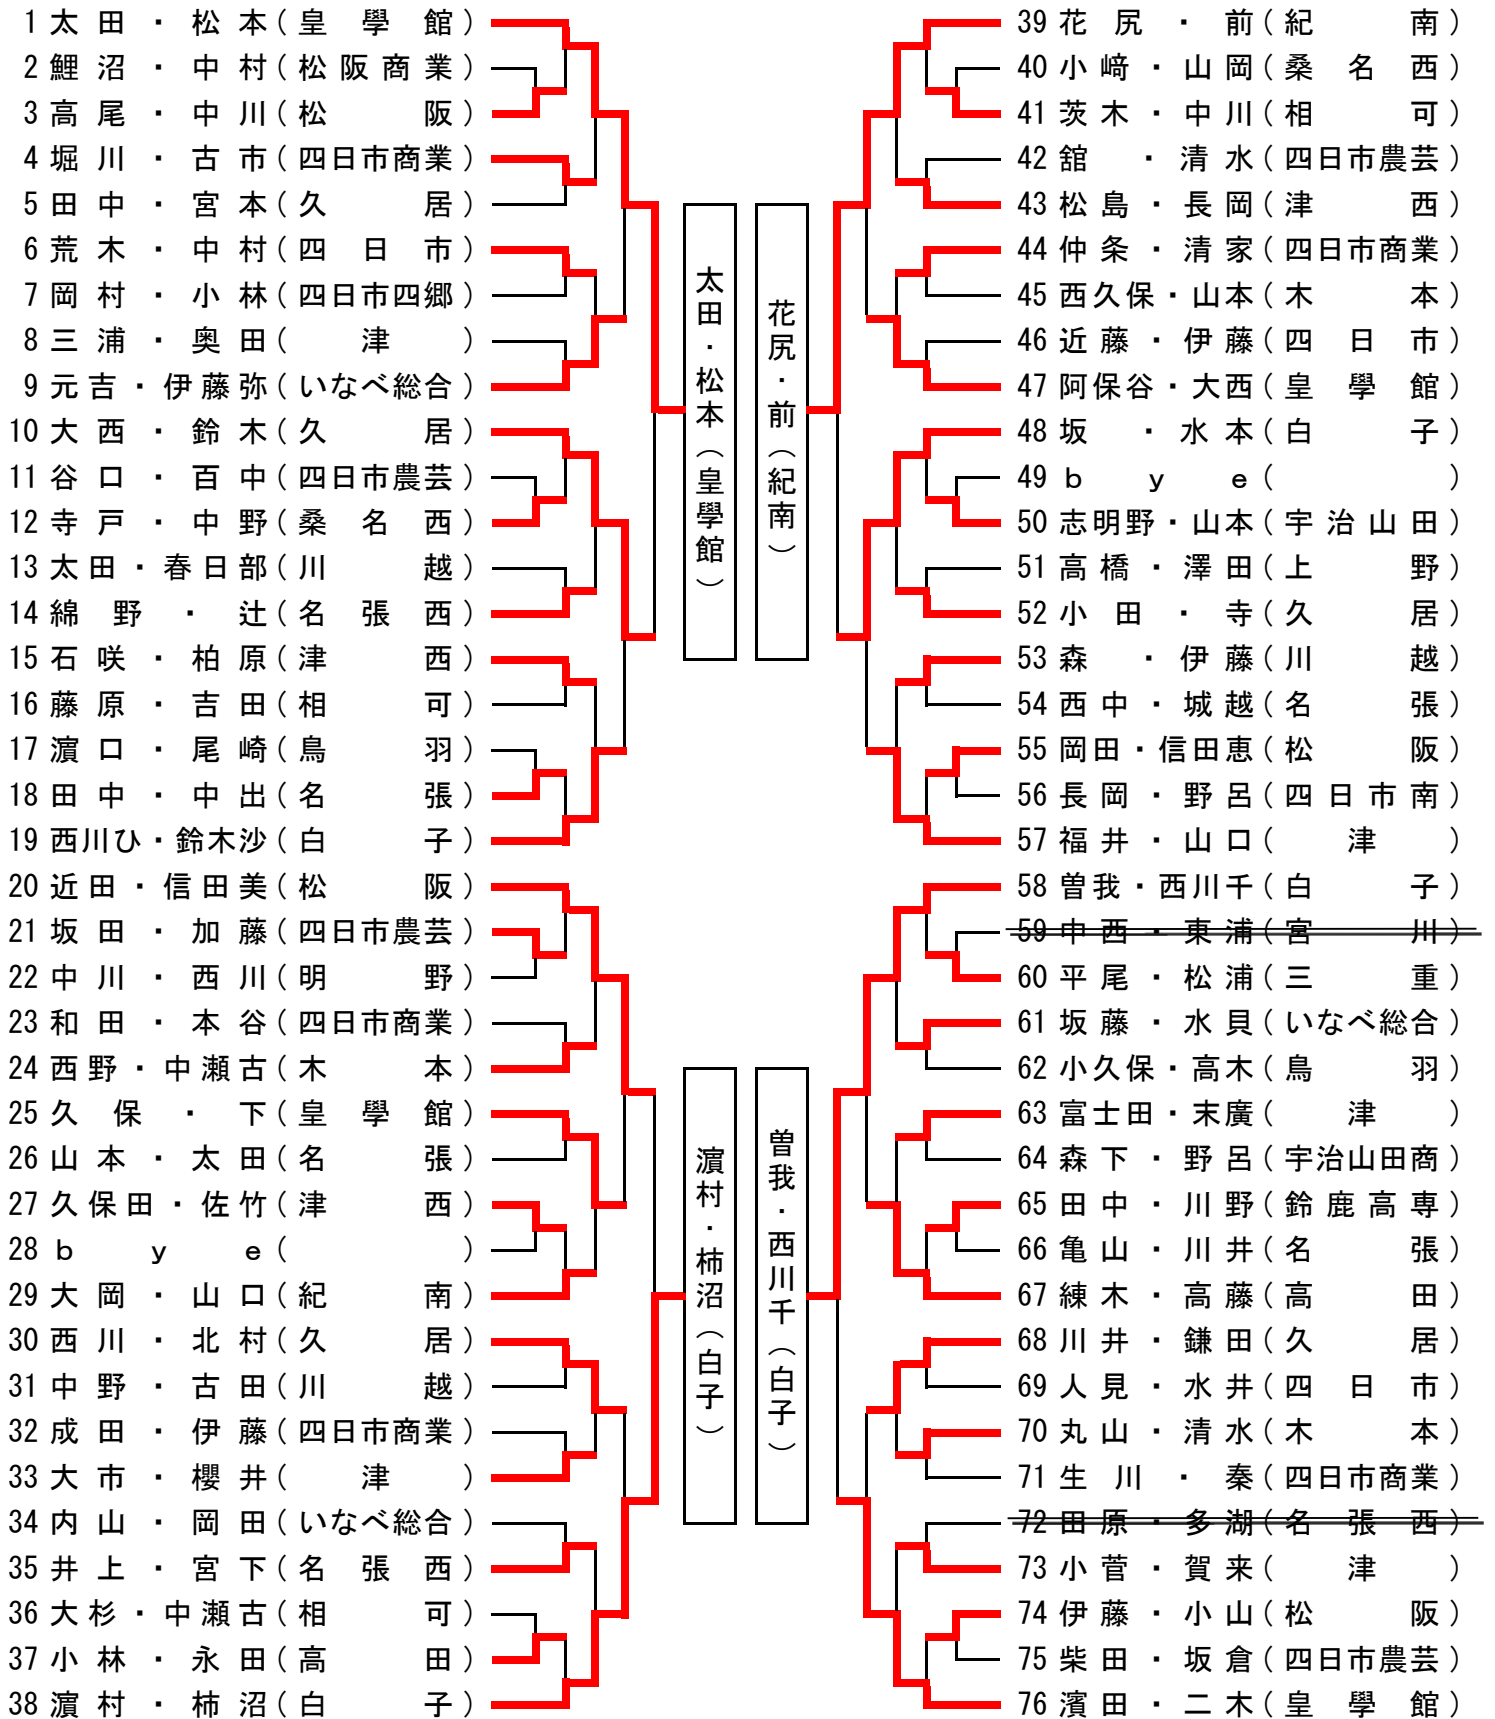 1 太田・松本(皇學館)
2 鯉沼・中村(松阪商業)
3 高尾・中川(松阪)
4 堀川・古市(四日市商業)
5 田中・宮本(久居)
6 荒木・中村(四日市)
7 岡村・小林(四日市四郷)
8 三浦・奥田(津)
9 元吉・伊藤弥(いなべ総合)
10 大西・鈴木(久居)
11 谷口・百中(四日市農芸)
12 寺戸・中野(桑名西)
13 太田・春日部(川越)
14 綿野・辻(名張西)
15 石咲・柏原(津西)
16 藤原・吉田(相可)
17 濵口・尾崎(鳥羽)
18 田中・中出(名張)
19 西川ひ・鈴木沙(白子)
20 近田・信田美(松阪)
21 坂田・加藤(四日市農芸)
22 中川・西川(明野)
23 和田・本谷(四日市商業)
24 西野・中瀬古(木本)
25 久保・下(皇學館)
26 山本・太田(名張)
27 久保田・佐竹(津西)
28 bye( )
29 大岡・山口(紀南)
30 西川・北村(久居)
31 中野・古田(川越)
32 成田・伊藤(四日市商業)
33 大市・櫻井(津)
34 内山・岡田(いなべ総合)
35 井上・宮下(名張西)
36 大杉・中瀬古(相可)
37 小林・永田(高田)
38 濵村・柿沼(白子)
太田・松本(皇學館)
濵村・柿沼(白子)
花尻・前(紀南)
曽我・西川千(白子)
39 花尻・前(紀南)
40 小﨑・山岡(桑名西)
41 茨木・中川(相可)
42 舘・清水(四日市農芸)
43 松島・長岡(津西)
44 仲条・清家(四日市商業)
45 西久保・山本(木本)
46 近藤・伊藤(四日市)
47 阿保谷・大西(皇學館)
48 坂・水本(白子)
49 bye( )
50 志明野・山本(宇治山田)
51 高橋・澤田(上野)
52 小田・寺(久居)
53 森・伊藤(川越)
54 西中・城越(名張)
55 岡田・信田恵(松阪)
56 長岡・野呂(四日市南)
57 福井・山口(津)
58 曽我・西川千(白子)
59 中西・東浦(宮川)
60 平尾・松浦(三重)
61 坂藤・水貝(いなべ総合)
62 小久保・高木(鳥羽)
63 富士田・末廣(津)
64 森下・野呂(宇治山田商)
65 田中・川野(鈴鹿高専)
66 亀山・川井(名張)
67 練木・高藤(高田)
68 川井・鎌田(久居)
69 人見・水井(四日市)
70 丸山・清水(木本)
71 生川・秦(四日市商業)
72 田原・多湖(名張西)
73 小菅・賀来(津)
74 伊藤・小山(松阪)
75 柴田・坂倉(四日市農芸)
76 濱田・二木(皇學館)